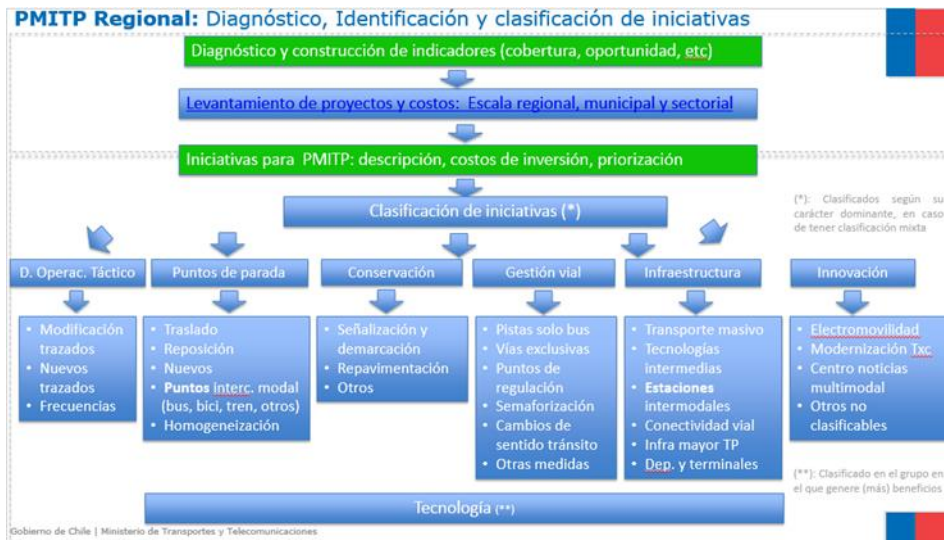 PMITP Regional: Diagnóstico, Identificación y clasificación de iniciativas
Diagnóstico y construcción de indicadores (cobertura, oportunidad, etc)
Levantamiento de proyectos y costos: Escala regional, municipal y sectorial
Iniciativas para PMITP: descripción, costos de inversión, priorización
Clasificación de iniciativas (*)
(*): Clasificados según su
carácter dominante, en caso
de tener clasificación mixta
D. Operac. Táctico
• Modificación
trazados
• Nuevos
trazados
• Frecuencias
Puntos de parada
• Traslado
• Reposición
• Nuevos
• Puntos interc. modal
(bus, bici, tren, otros)
• Homogeneización
Conservación
• Señalización y
demarcación
• Repavimentación
• Otros
Gestión vial
• Pistas solo bus
• Vías exclusivas
• Puntos de
regulación
• Semaforización
• Cambios de
sentido tránsito
• Otras medidas
Infraestructura
• Transporte masivo
• Tecnologías
intermedias
• Estaciones
intermodales
• Conectividad vial
• Infra mayor TP
• Dep. y terminales
Innovación
• Electromovilidad
• Modernización Txc
• Centro noticias
multimodal
• Otros no
clasificables
(**): Clasificado en el grupo en
el que genere (más) beneficios
Tecnología (**)
Gobierno de Chile | Ministerio de Transportes y Telecomunicaciones